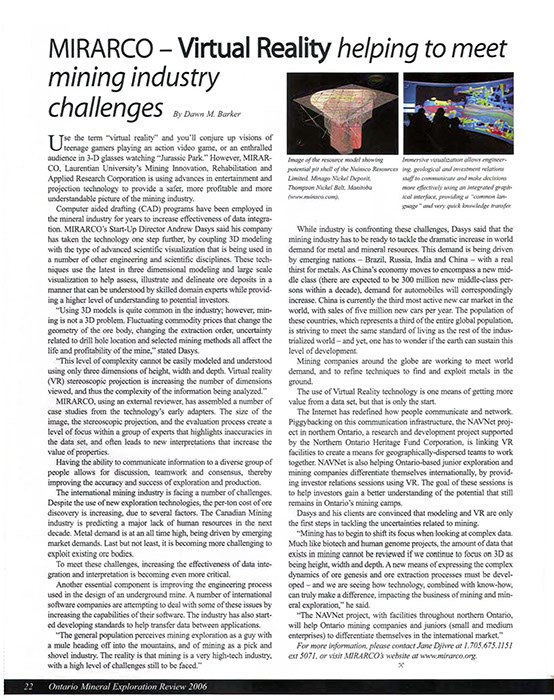 MIRARCO – Virtual Reality helping to meet
mining industry
challenges By Dawn M. Barker
Use the term "virtual reality" and you'll conjure up visions of
teenage gamers playing an action video game, or an enthralled
audience in 3-D glasses watching "Jurassic Park." However, MIRAR-
CO, Laurentian University's Mining Innovation, Rehabilitation and
Applied Research Corporation is using advances in entertainment and
projection technology to provide a safer, more profitable and more
understandable picture of the mining industry.
Computer aided drafting (CAD) programs have been employed in
the mineral industry for years to increase effectiveness of data integra-
tion. MIRARCO's Start-Up Director Andrew Dasys said his company
has taken the technology one step further, by coupling 3D modeling
with the type of advanced scientific visualization that is being used in
a number of other engineering and scientific disciplines. These tech-
niques use the latest in three dimensional modeling and large scale
visualization to help assess, illustrate and delineate ore deposits in a
manner that can be understood by skilled domain experts while provid-
ing a higher level of understanding to potential investors.
"Using 3D models is quite common in the industry; however, min-
ing is not a 3D problem. Fluctuating commodity prices that change the
geometry of the ore body, changing the extraction order, uncertainty
related to drill hole location and selected mining methods all affect the
life and profitability of the mine," stated Dasys.
"This level of complexity cannot be easily modeled and understood
using only three dimensions of height, width and depth. Virtual reality
(VR) stereoscopic projection is increasing the number of dimensions
viewed, and thus the complexity of the information being analyzed."
MIRARCO, using an external reviewer, has assembled a number of
case studies from the technology's early adapters. The size of the
image, the stereoscopic projection, and the evaluation process create a
level of focus within a group of experts that highlights inaccuracies in
the data set, and often leads to new interpretations that increase the
value of properties.
Having the ability to communicate information to a diverse group of
people allows for discussion, teamwork and consensus, thereby
improving the accuracy and success of exploration and production.
The international mining industry is facing a number of challenges.
Despite the use of new exploration technologies, the per-ton cost of ore
discovery is increasing, due to several factors. The Canadian Mining
industry is predicting a major lack of human resources in the next
decade. Metal demand is at an all time high, being driven by emerging
market demands. Last but not least, it is becoming more challenging to
exploit existing ore bodies.
To meet these challenges, increasing the effectiveness of data inte-
gration and interpretation is becoming even more critical.
Another essential component is improving the engineering process
used in the design of an underground mine. A number of international
software companies are attempting to deal with some of these issues by
increasing the capabilities of their software. The industry has also start-
ed developing standards to help transfer data between applications.
"The general population perceives mining exploration as a guy with
a mule heading off into the mountains, and of mining as a pick and
shovel industry. The reality is that mining is a very high-tech industry,
with a high level of challenges still to be faced."
Image of the resource model showing
potential pit shell of the Nuinsco Resources
Limited, Minago Nickel Deposit,
Thompson Nickel Belt, Manitoba
(www.nuinsco.com).
Immersive visualization allows engineer-
ing, geological and investment relations
staff to communicate and make decisions
more effectively using an integrated graph-
ical interface, providing a "common lan-
guage" and very quick knowledge transfer
While industry is confronting these challenges, Dasys said that the
mining industry has to be ready to tackle the dramatic increase in world
demand for metal and mineral resources. This demand is being driven
by emerging nations – Brazil, Russia, India and China – with a real
thirst for metals. As China's economy moves to encompass a new mid-
dle class (there are expected to be 300 million new middle-class per-
sons within a decade), demand for automobiles will correspondingly
increase. China is currently the third most active new car market in the
world, with sales of five million new cars per year. The population of
these countries, which represents a third of the entire global population,
is striving to meet the same standard of living as the rest of the indus-
trialized world – and yet, one has to wonder if the earth can sustain this
level of development.
Mining companies around the globe are working to meet world
demand, and to refine techniques to find and exploit metals in the
ground.
The use of Virtual Reality technology is one means of getting more
value from a data set, but that is only the start.
The Internet has redefined how people communicate and network.
Piggybacking on this communication infrastructure, the NAVNet proj-
ect in northern Ontario, a research and development project supported
by the Northern Ontario Heritage Fund Corporation, is linking VR
facilities to create a means for geographically-dispersed teams to work
together. NAVNet is also helping Ontario-based junior exploration and
mining companies differentiate themselves internationally, by provid-
ing investor relations sessions using VR. The goal of these sessions is
to help investors gain a better understanding of the potential that still
remains in Ontario's mining camps.
Dasys and his clients are convinced that modeling and VR are only
the first steps in tackling the uncertainties related to mining.
"Mining has to begin to shift its focus when looking at complex data.
Much like biotech and human genome projects, the amount of data that
exists in mining cannot be reviewed if we continue to focus on 3D as
being height, width and depth. A new means of expressing the complex
dynamics of ore genesis and ore extraction processes must be devel-
oped – and we are seeing how technology, combined with know-how,
can truly make a difference, impacting the business of mining and min-
eral exploration," he said.
"The NAVNet project, with facilities throughout northern Ontario,
will help Ontario mining companies and juniors (small and medium
enterprises) to differentiate themselves in the international market."
For more information, please contact Jane Djivre at 1.705.675.1151
ext 5071, or visit MIRARCO's website at www.mirarco.org.
22 Ontario Mineral Exploration Review 2006